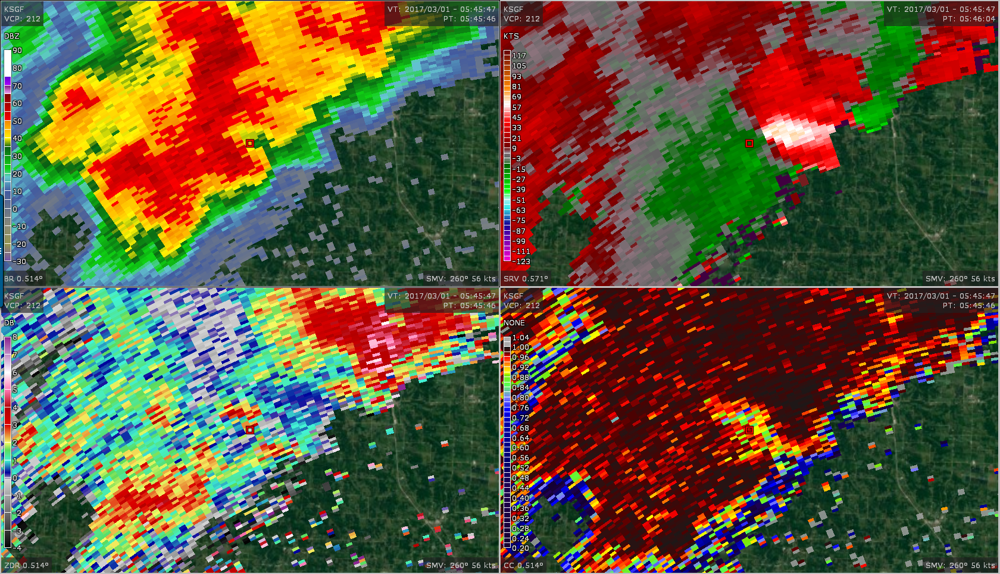 KSGF
VCP: 212
VT: 2017/03/01 - 05:45:47
PT: 05:45:46
DBZ
90
80
70
60
50
40
30
20
10
0
-10
-20
-30
BR 0.514°
SMV: 260° 56 kts
KSGF
VCP: 212
VT: 2017/03/01 - 05:45:47
PT: 05:46:04
KTS
117
105
93
81
69
57
45
33
21
9
-3
-15
-27
-39
-51
-63
-75
-87
-99
-111
-123
SRV 0.571°
SMV: 260° 56 kts
KSGF
VCP: 212
VT: 2017/03/01 - 05:45:47
PT: 05:45:46
DB
8
7
6
5
4
3
2
1
0
-1
-2
-3
-4
ZDR 0.514°
SMV: 260° 56 kts
KSGF
VCP: 212
VT: 2017/03/01 - 05:45:47
PT: 05:45:46
NONE
1.04
1.00
0.96
0.92
0.88
0.84
0.80
0.76
0.72
0.68
0.64
0.60
0.56
0.52
0.48
0.44
0.40
0.36
0.32
0.28
0.24
0.20
CC 0.514°
SMV: 260° 56 kts